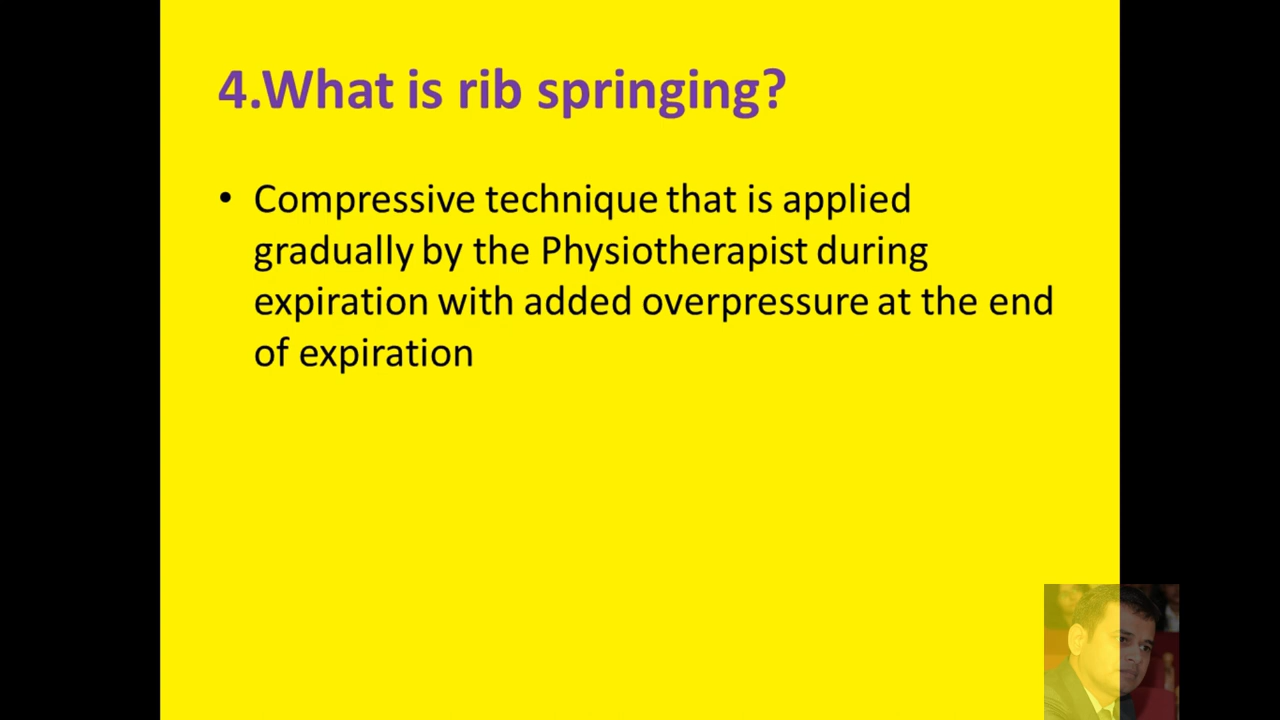 4.What is rib springing?
• Compressive technique that is applied
gradually by the Physiotherapist during
expiration with added overpressure at the end
of expiration